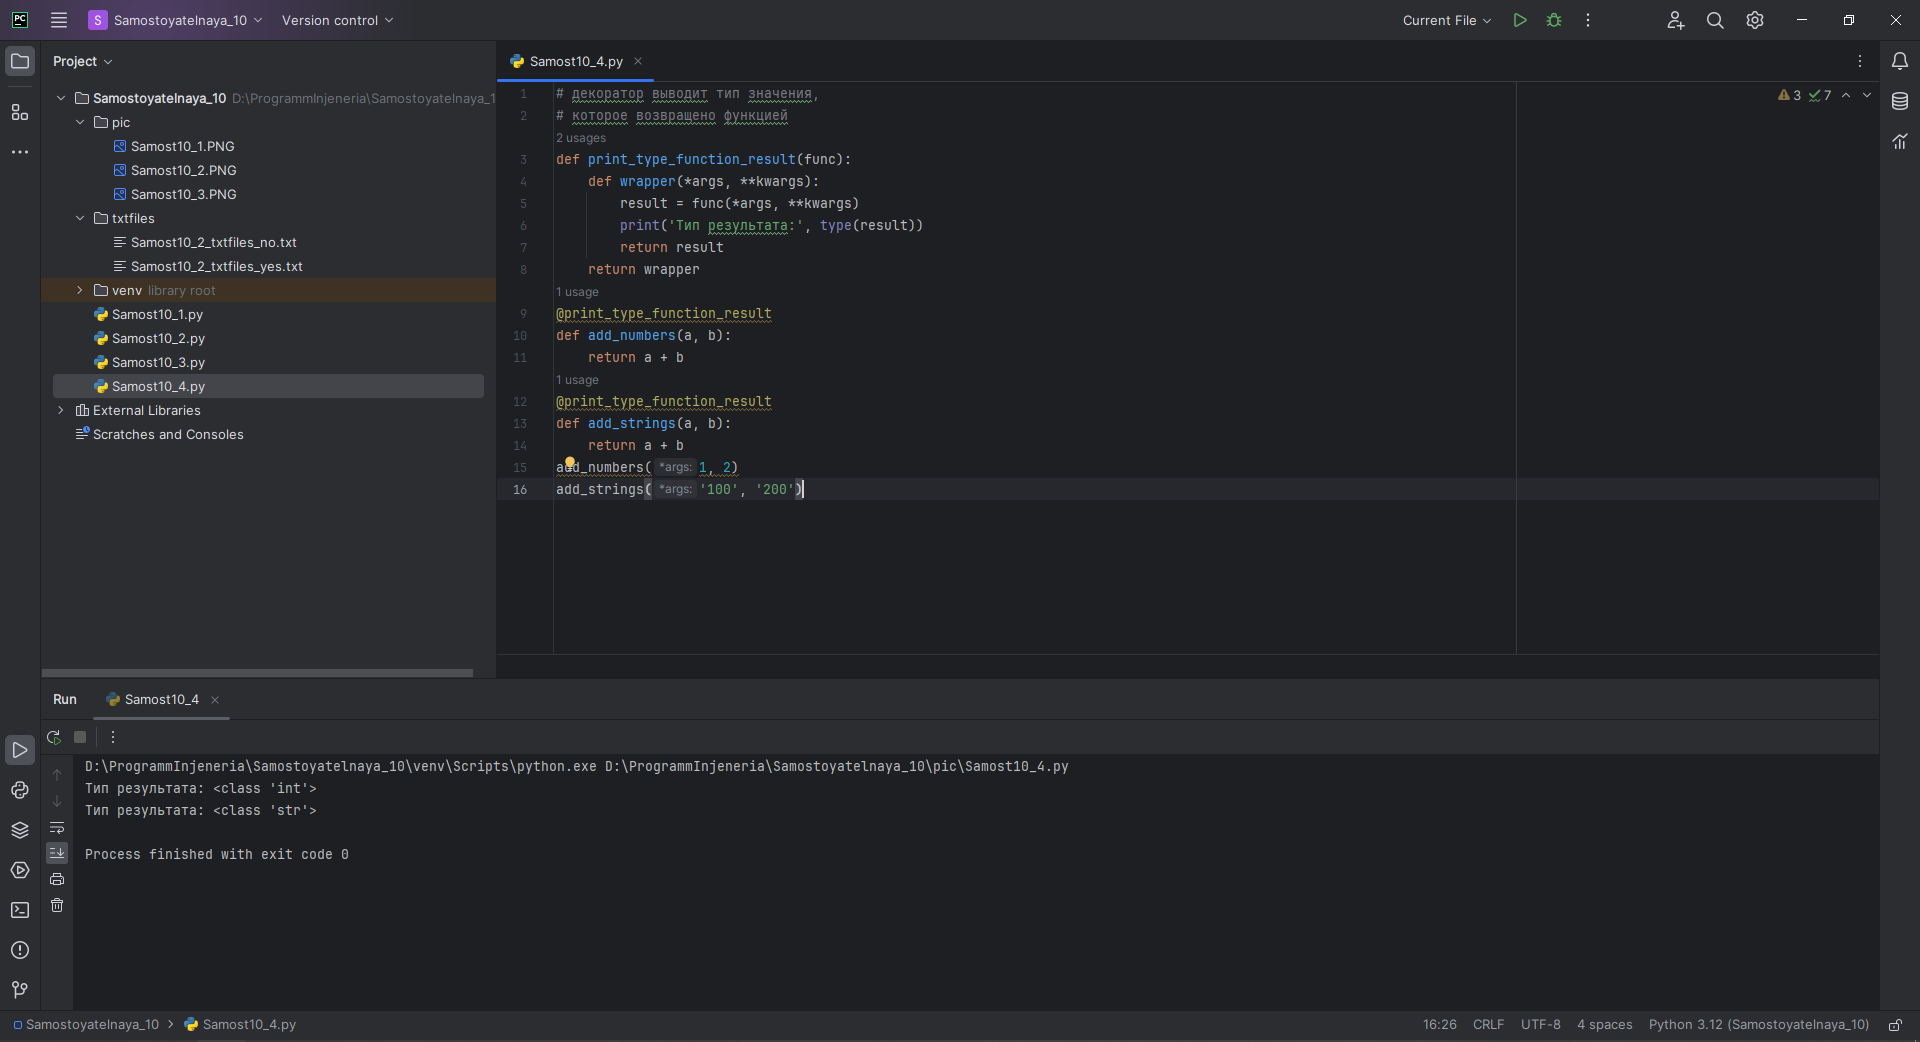 PC
S Samostoyatelnaya_10 Version control
Current File
Project
Samostoyatelnaya_10 D:\ProgrammInjeneria\Samostoyatelnaya_1
pic
Samost10_1.PNG
Samost10_2.PNG
Samost10_3.PNG
txtfiles
Samost10_2_txtfiles_no.txt
Samost10_2_txtfiles_yes.txt
venv library root
Samost10_1.py
Samost10_2.py
Samost10_3.py
Samost10_4.py
External Libraries
Scratches and Consoles
Samost10_4.py
3 7
1 # декоратор выводит тип значения,
2 # которое возвращено функцией
2 usages
3 def print_type_function_result(func):
4     def wrapper(*args, **kwargs):
5         result = func(*args, **kwargs)
6         print('Тип результата:', type(result))
7         return result
8     return wrapper
1 usage
9 @print_type_function_result
10 def add_numbers(a, b):
11     return a + b
1 usage
12 @print_type_function_result
13 def add_strings(a, b):
14     return a + b
15 add_numbers( *args: 1, 2)
16 add_strings( *args: '100', '200')
Run Samost10_4
D:\ProgrammInjeneria\Samostoyatelnaya_10\venv\Scripts\python.exe D:\ProgrammInjeneria\Samostoyatelnaya_10\pic\Samost10_4.py
Тип результата: <class 'int'>
Тип результата: <class 'str'>
Process finished with exit code 0
Samostoyatelnaya_10 > Samost10_4.py
16:26 CRLF UTF-8 4 spaces Python 3.12 (Samostoyatelnaya_10)